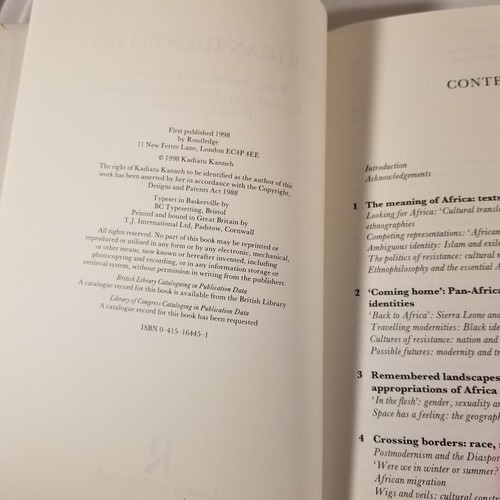 First published 1998
by Routledge
11 New Fetter Lane, London EC4P 4EE
© 1998 Kadiatu Kanneh
The right of Kadiatu Kanneh to be identified as the author of this
work has been asserted by her in accordance with the Copyright,
Designs and Patents Act 1988
Typeset in Baskerville by
BC Typesetting, Bristol
Printed and bound in Great Britain by
T.J. International Ltd, Padstow, Cornwall
All rights reserved. No part of this book may be reprinted or
reproduced or utilised in any form or by any electronic, mechanical,
or other means, now known or hereafter invented, including
photocopying and recording, or in any information storage or
retrieval system, without permission in writing from the publishers.
British Library Cataloguing in Publication Data
A catalogue record for this book is available from the British Library
Library of Congress Cataloging in Publication Data
A catalogue record for this book has been requested
ISBN 0-415-16445-1
CONTE
Introduction
Acknowledgements
1 The meaning of Africa: texts
Looking for Africa: 'Cultural transl
ethnographies
Competing representations: 'African
Ambiguous identity: Islam and exile
The politics of resistance: cultural n
Ethnophilosophy and the essential A
2 'Coming home': Pan-Africa
identities
'Back to Africa': Sierra Leone and
Travelling modernities: Black ide
Cultures of resistance: nation and
Possible futures: modernity and tr
3 Remembered landscapes
appropriations of Africa
'In the flesh': gender, sexuality an
Space has a feeling: the geograph
4 Crossing borders: race, s
Postmodernism and the Diaspor
'Were we in winter or summer?
African migration
Wigs and veils: cultural constr